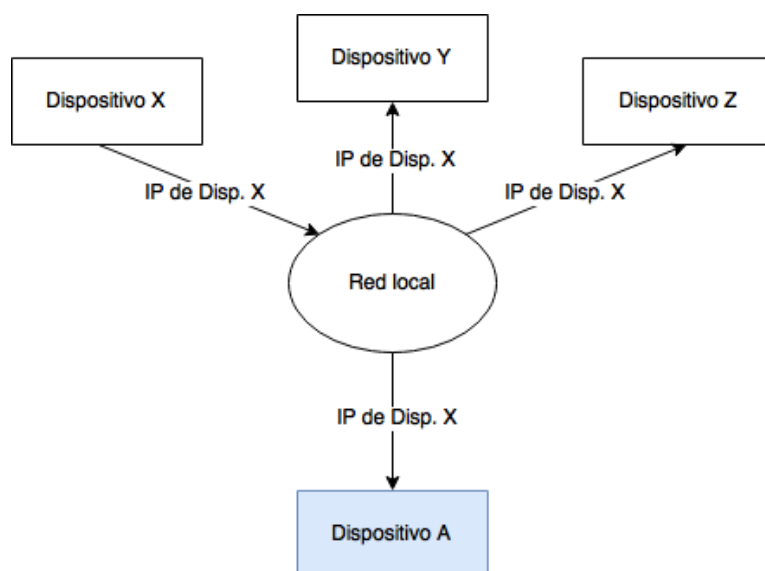 Dispositivo Y
Dispositivo X
Dispositivo Z
IP de Disp. X
IP de Disp. X
IP de Disp. X
Red local
IP de Disp. X
Dispositivo A